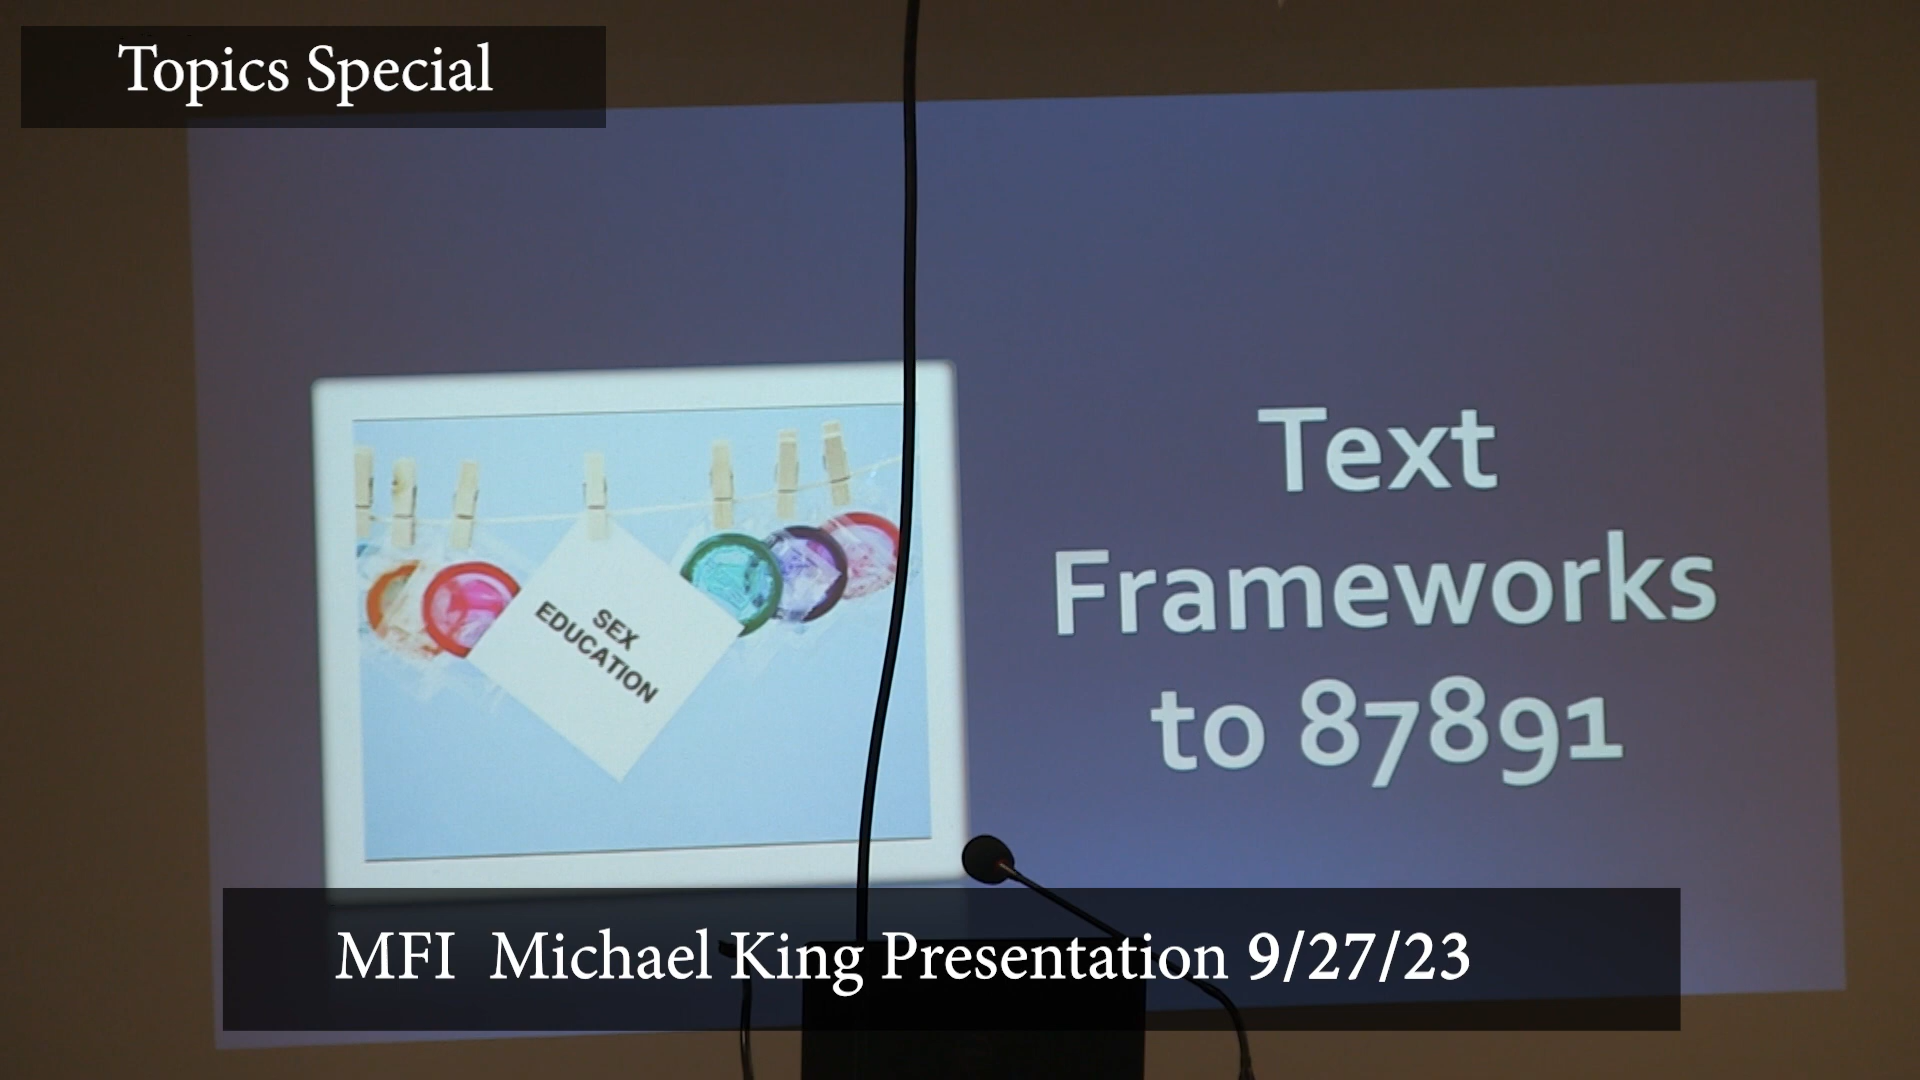 Topics Special
Text
Frameworks
to 87891
SEX
EDUCATION
MFI  Michael King Presentation 9/27/23